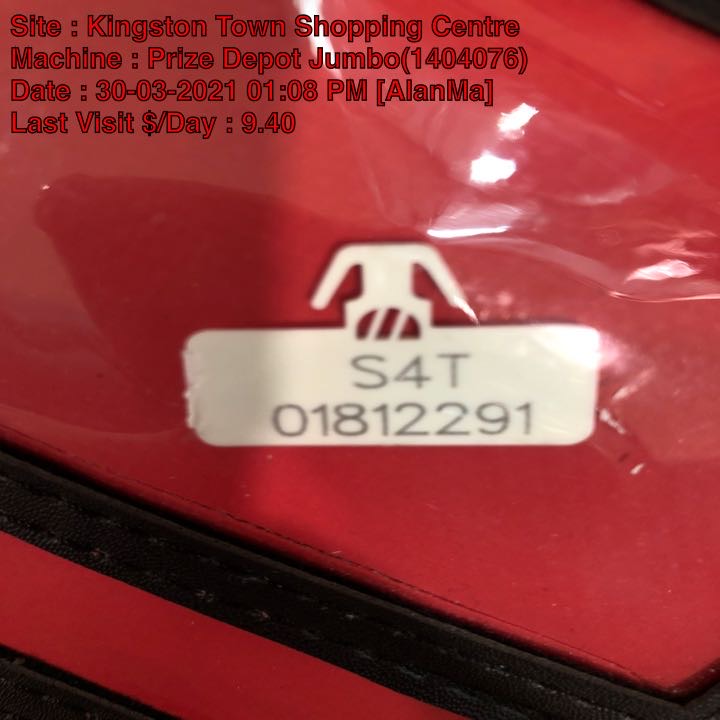 Site : Kingston Town Shopping Centre
Machine : Prize Depot Jumbo(1404076)
Date : 30-03-2021 01:08 PM [AlanMa]
Last Visit $/Day : 9.40
S4T
01812291